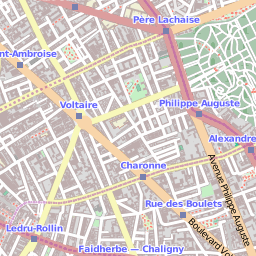 Père Lachaise
nt-Ambroise
Voltaire
Philippe Auguste
Alexandre
Charonne
Avenue Philippe Auguste
Rue des Boulets
Boulevard Vo
Ledru-Rollin
Faidherbe — Chaligny